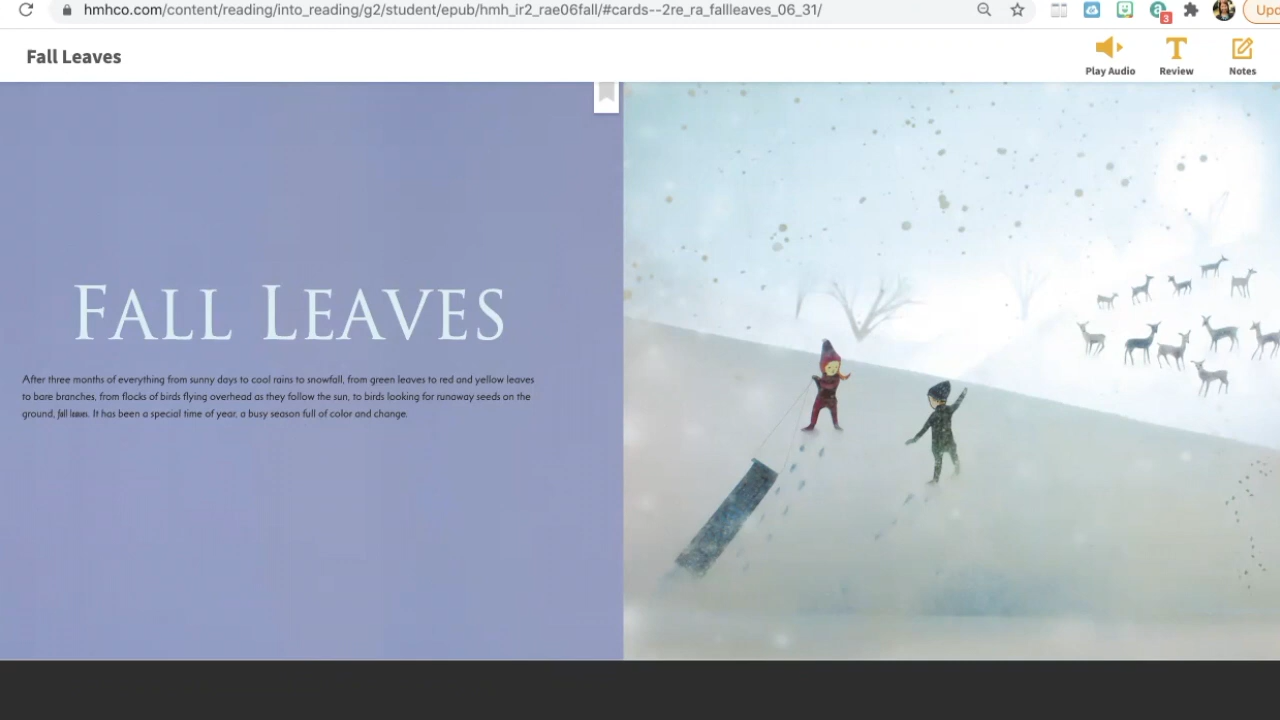 hmhco.com/content/reading/into_reading/g2/student/epub/hmh_ir2_rae06fall/#cards--2re_ra_fallleaves_06_31/
3
Upd
Fall Leaves
Play Audio
Review
Notes
FALL LEAVES
After three months of everything from sunny days to cool rains to snowfall, from green leaves to red and yellow leaves
to bare branches, from flocks of birds flying overhead as they follow the sun, to birds looking for runaway seeds on the
ground, fall leaves. It has been a special time of year, a busy season full of color and change.